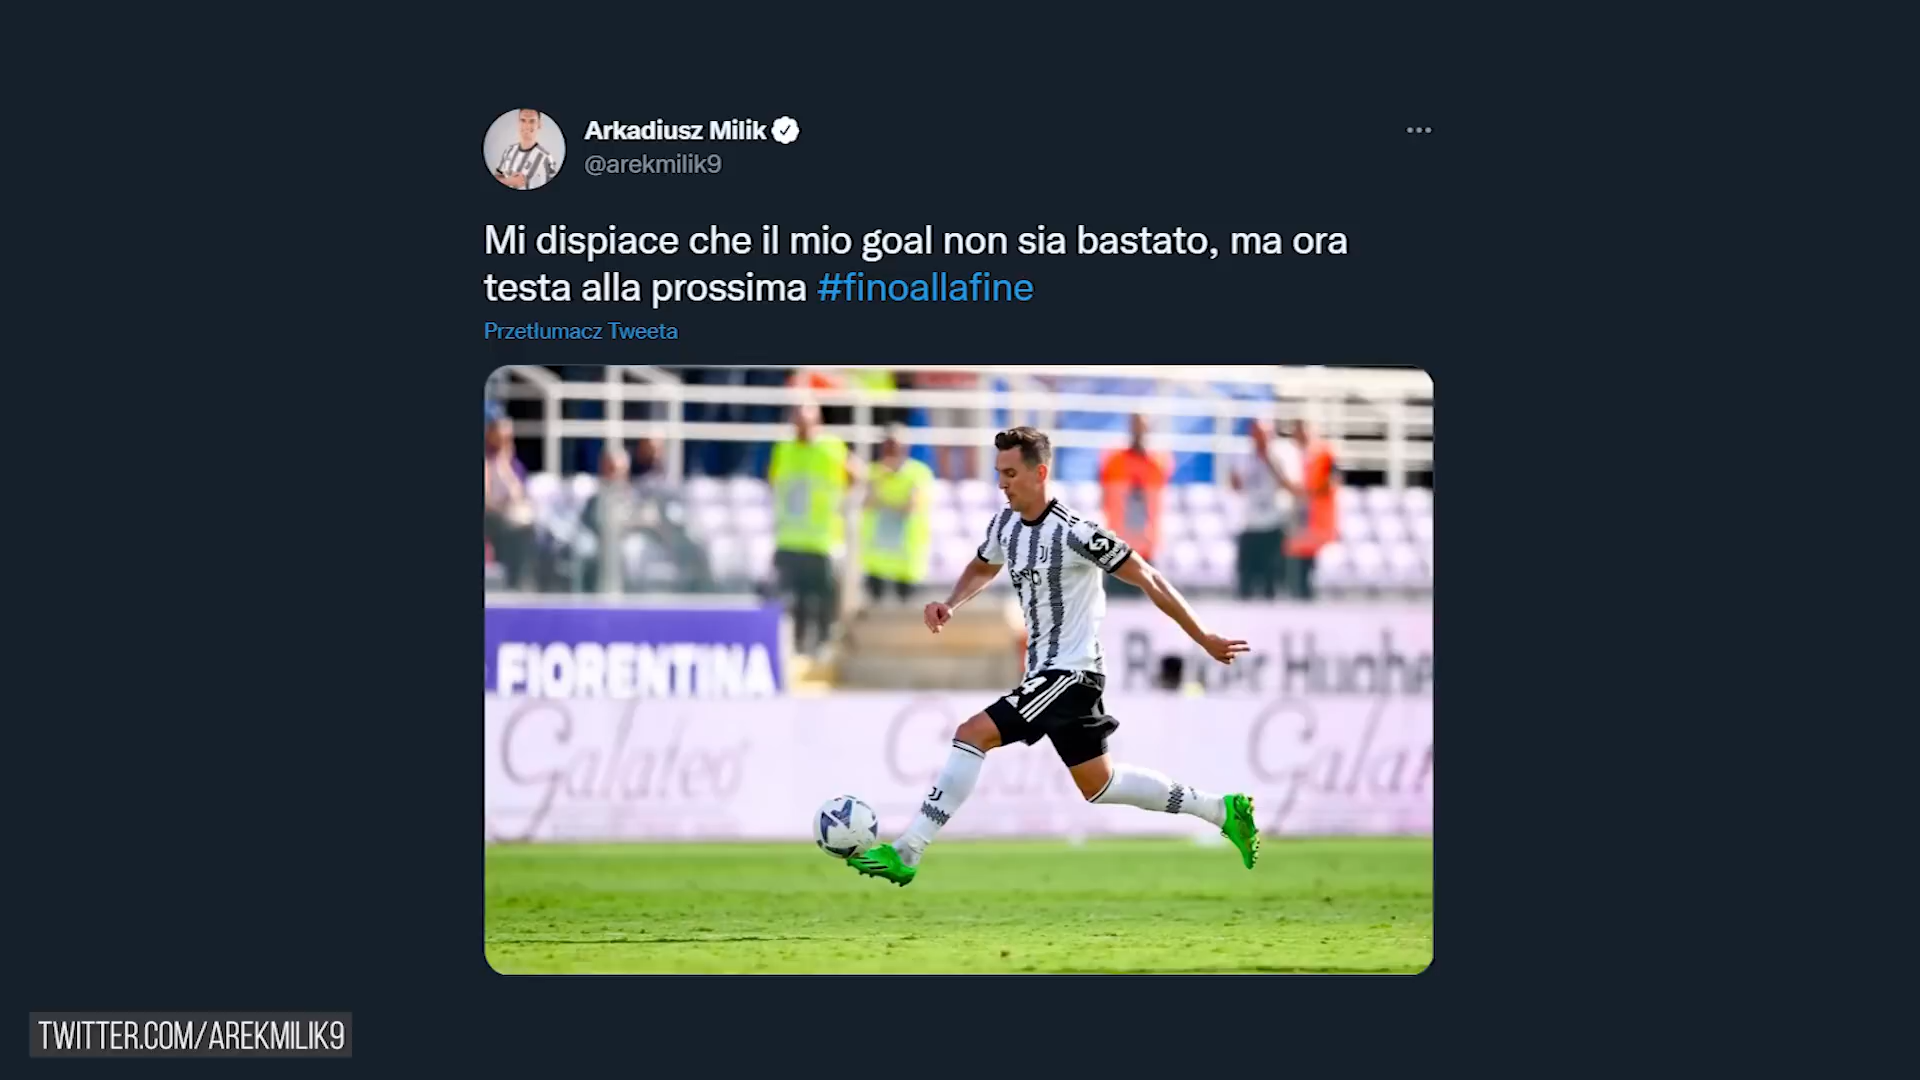 Arkadiusz Milik
@arekmilik9
Mi dispiace che il mio goal non sia bastato, ma ora
testa alla prossima #finoallafine
Przetłumacz Tweeta
FIORENTINA
Galateo
TWITTER.COM/AREKMILIK9